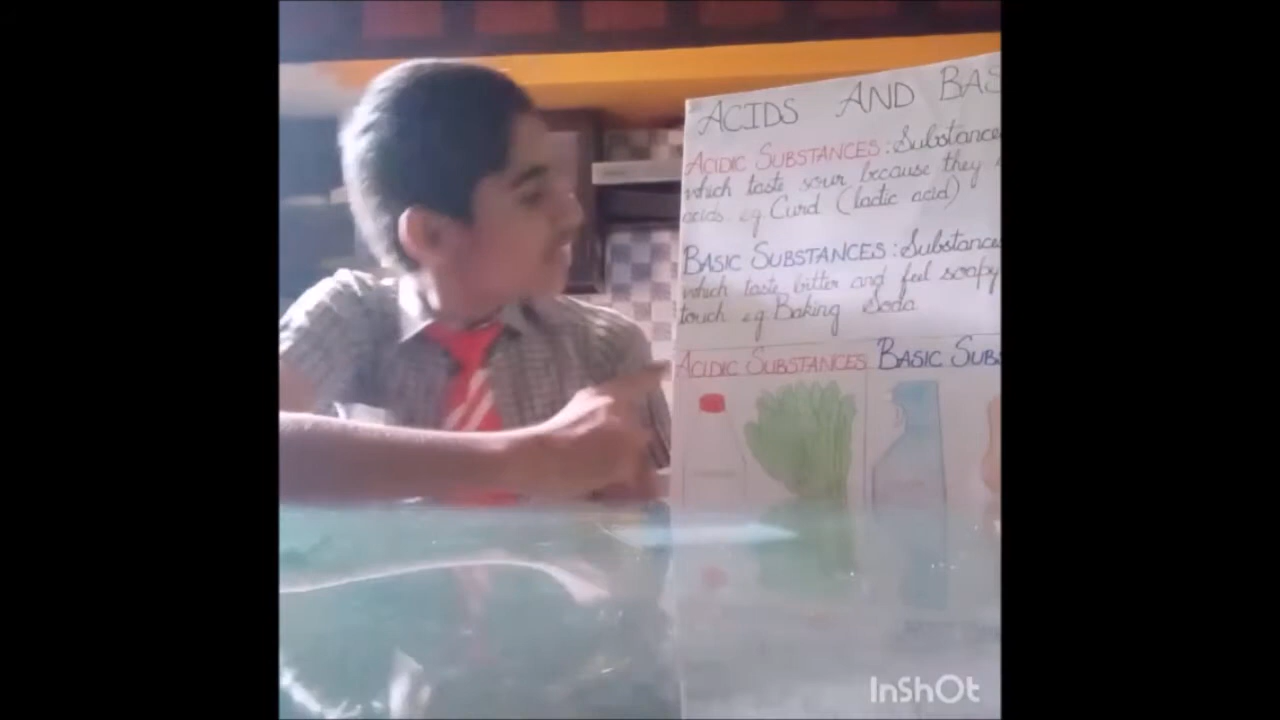 ACIDS AND BAS
ACIDIC SUBSTANCES : Substance
which taste sour because they
acids. eg. Curd (lactic acid)
BASIC SUBSTANCES : Substance
which taste bitter and feel soapy
touch eg Baking Soda
ACIDIC SUBSTANCES BASIC SUBS
InShOt